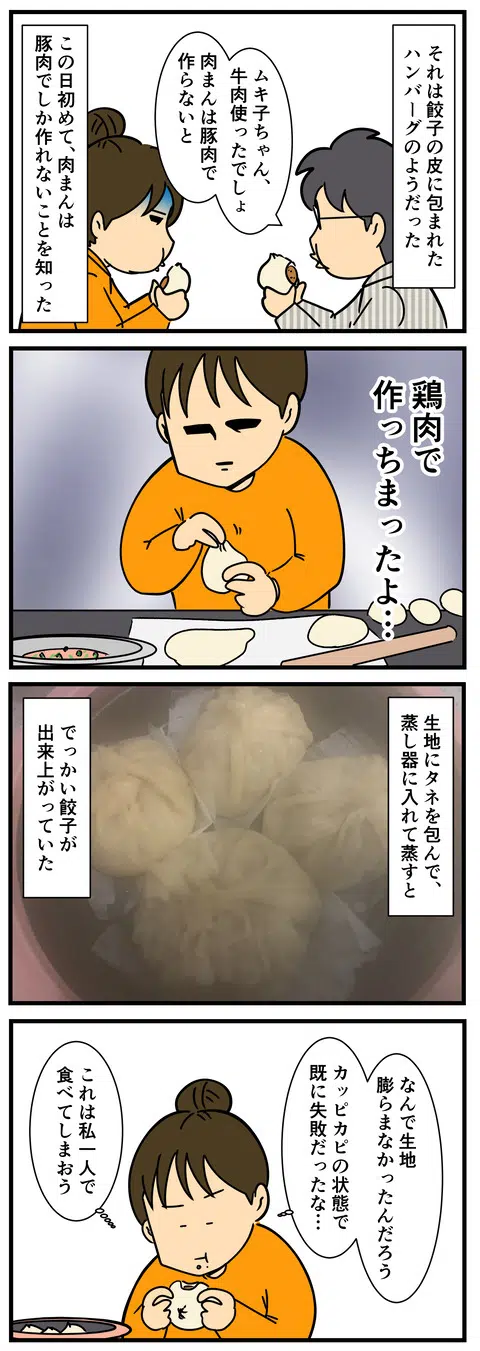 それは餃子の皮に包まれた
ハンバーグのようだった
ムキ子ちゃん、
牛肉使ったでしょ
肉まんは豚肉で
作らないと
この日初めて、肉まんは
豚肉でしか作れないことを知った
鶏肉で
作っちまったよ…
生地にタネを包んで、
蒸し器に入れて蒸すと
でっかい餃子が
出来上がっていた
なんで生地
膨らまなかったんだろう
カッピカピの状態で
既に失敗だったな…
これは私一人で
食べてしまおう